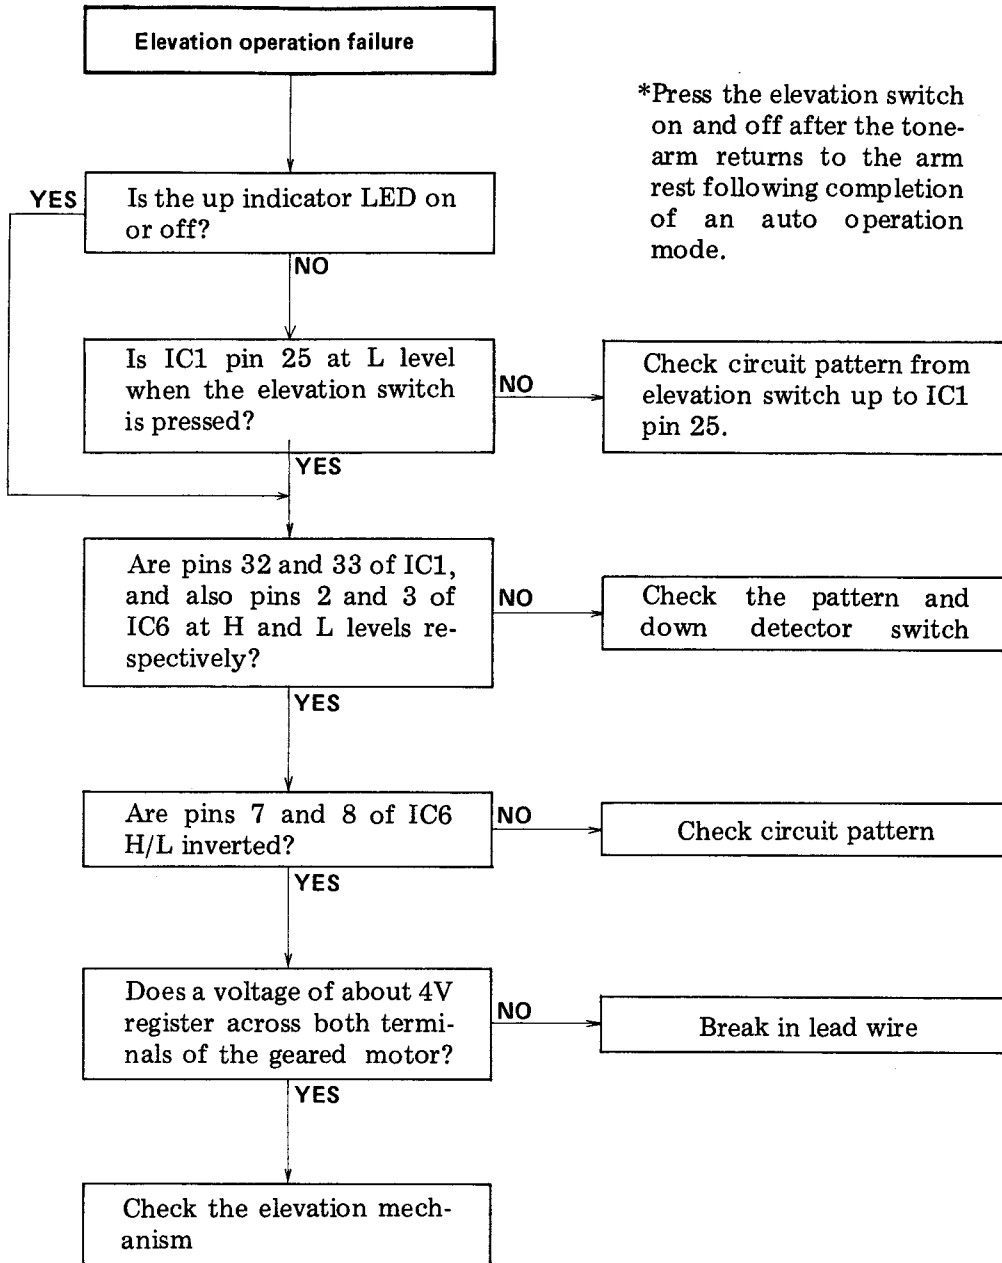 Elevation operation failure
*Press the elevation switch
on and off after the tone-
arm returns to the arm
rest following completion
of an auto operation
mode.
YES
Is the up indicator LED on
or off?
NO
Is IC1 pin 25 at L level
when the elevation switch
is pressed?
NO
Check circuit pattern from
elevation switch up to IC1
pin 25.
YES
Are pins 32 and 33 of IC1,
and also pins 2 and 3 of
IC6 at H and L levels re-
spectively?
NO
Check the pattern and
down detector switch
YES
Are pins 7 and 8 of IC6
H/L inverted?
NO
Check circuit pattern
YES
Does a voltage of about 4V
register across both termi-
nals of the geared motor?
NO
Break in lead wire
YES
Check the elevation mech-
anism